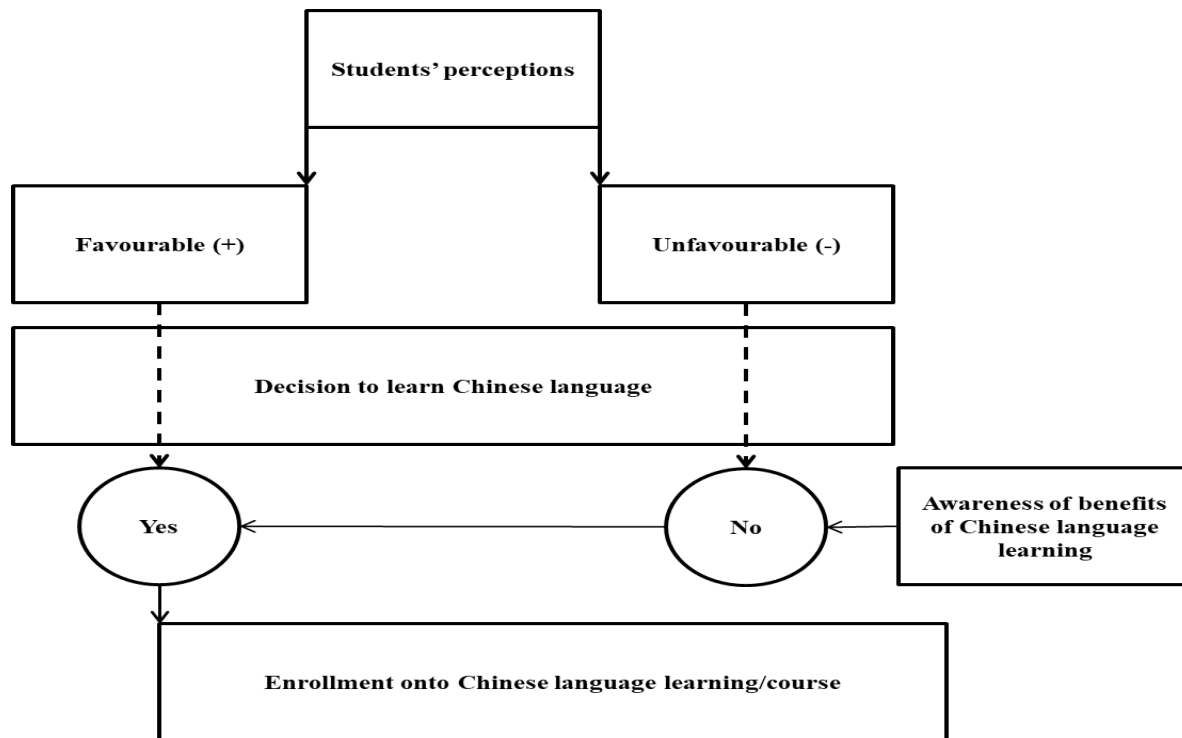 Students’ perceptions
Favourable (+)
Unfavourable (-)
Decision to learn Chinese language
Yes
No
Awareness of benefits
of Chinese language
learning
Enrollment onto Chinese language learning/course